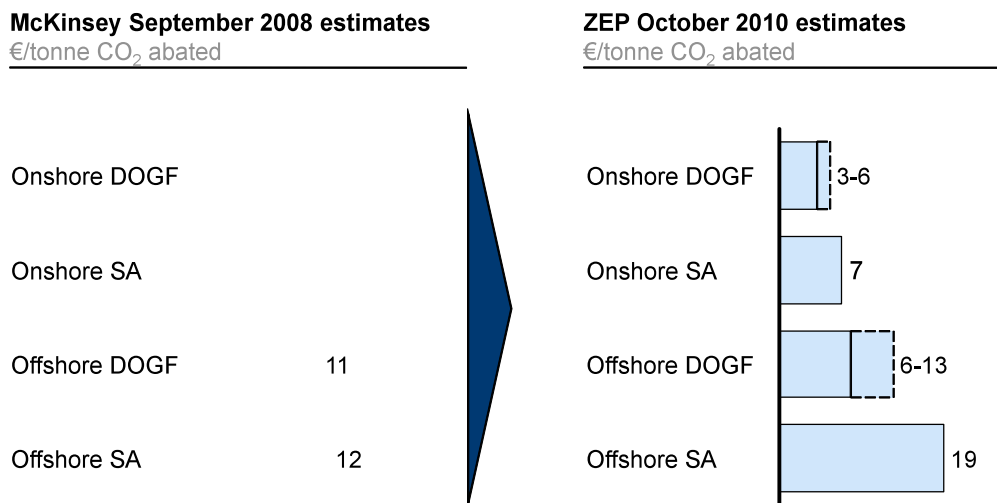 McKinsey September 2008 estimates
€/tonne CO₂ abated
Onshore DOGF
Onshore SA
Offshore DOGF 11
Offshore SA 12
ZEP October 2010 estimates
€/tonne CO₂ abated
Onshore DOGF 3-6
Onshore SA 7
Offshore DOGF 6-13
Offshore SA 19